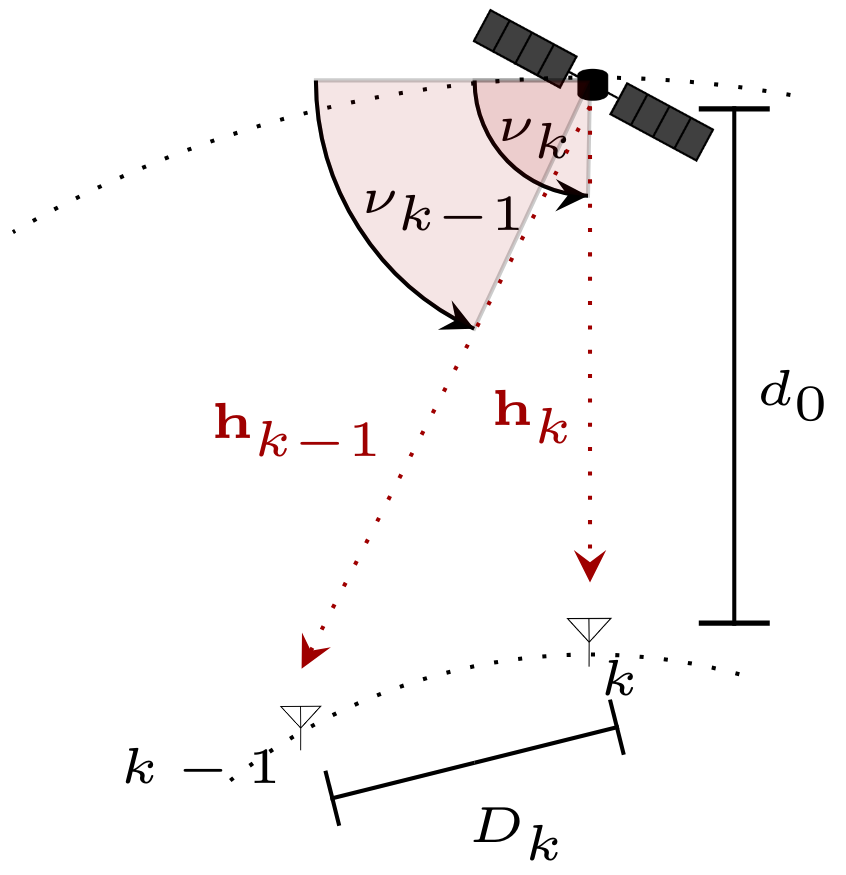 ν_k
ν_{k−1}
d_0
h_{k−1}
h_k
k
k − 1
D_k